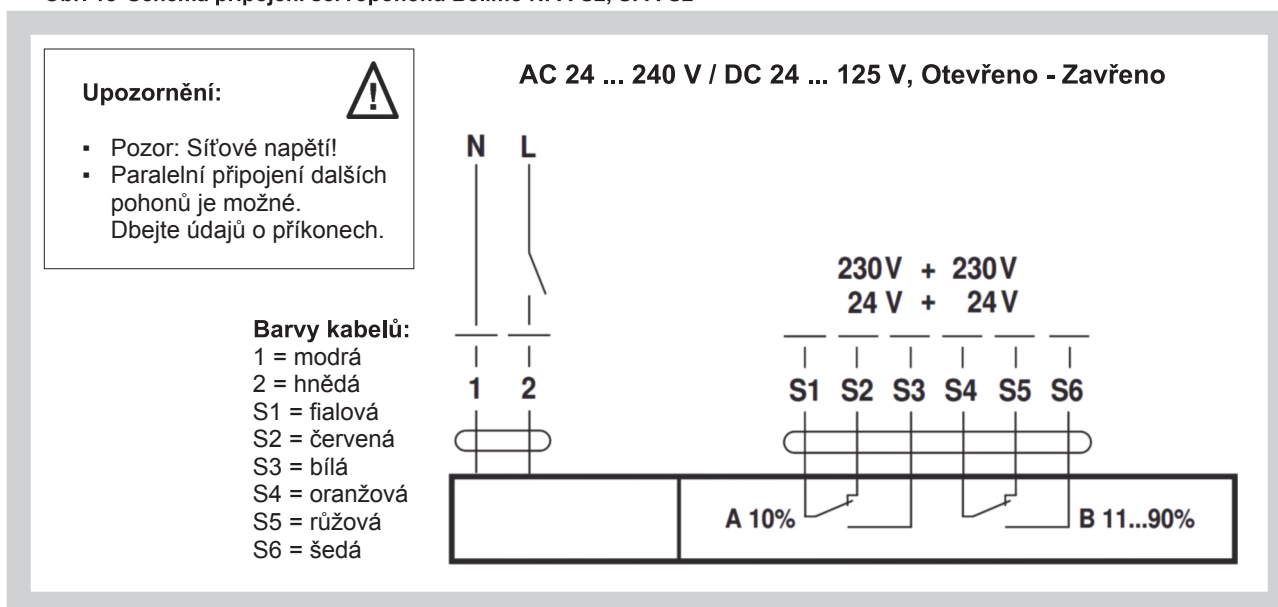 Upozornění:
▪ Pozor: Síťové napětí!
▪ Paralelní připojení dalších
pohonů je možné.
Dbejte údajů o příkonech.
AC 24 ... 240 V / DC 24 ... 125 V, Otevřeno - Zavřeno
N L
230V + 230V
24 V + 24V
Barvy kabelů:
1 = modrá
2 = hnědá
S1 = fialová
S2 = červená
S3 = bílá
S4 = oranžová
S5 = růžová
S6 = šedá
1 2
S1 S2 S3 S4 S5 S6
A 10%
B 11...90%